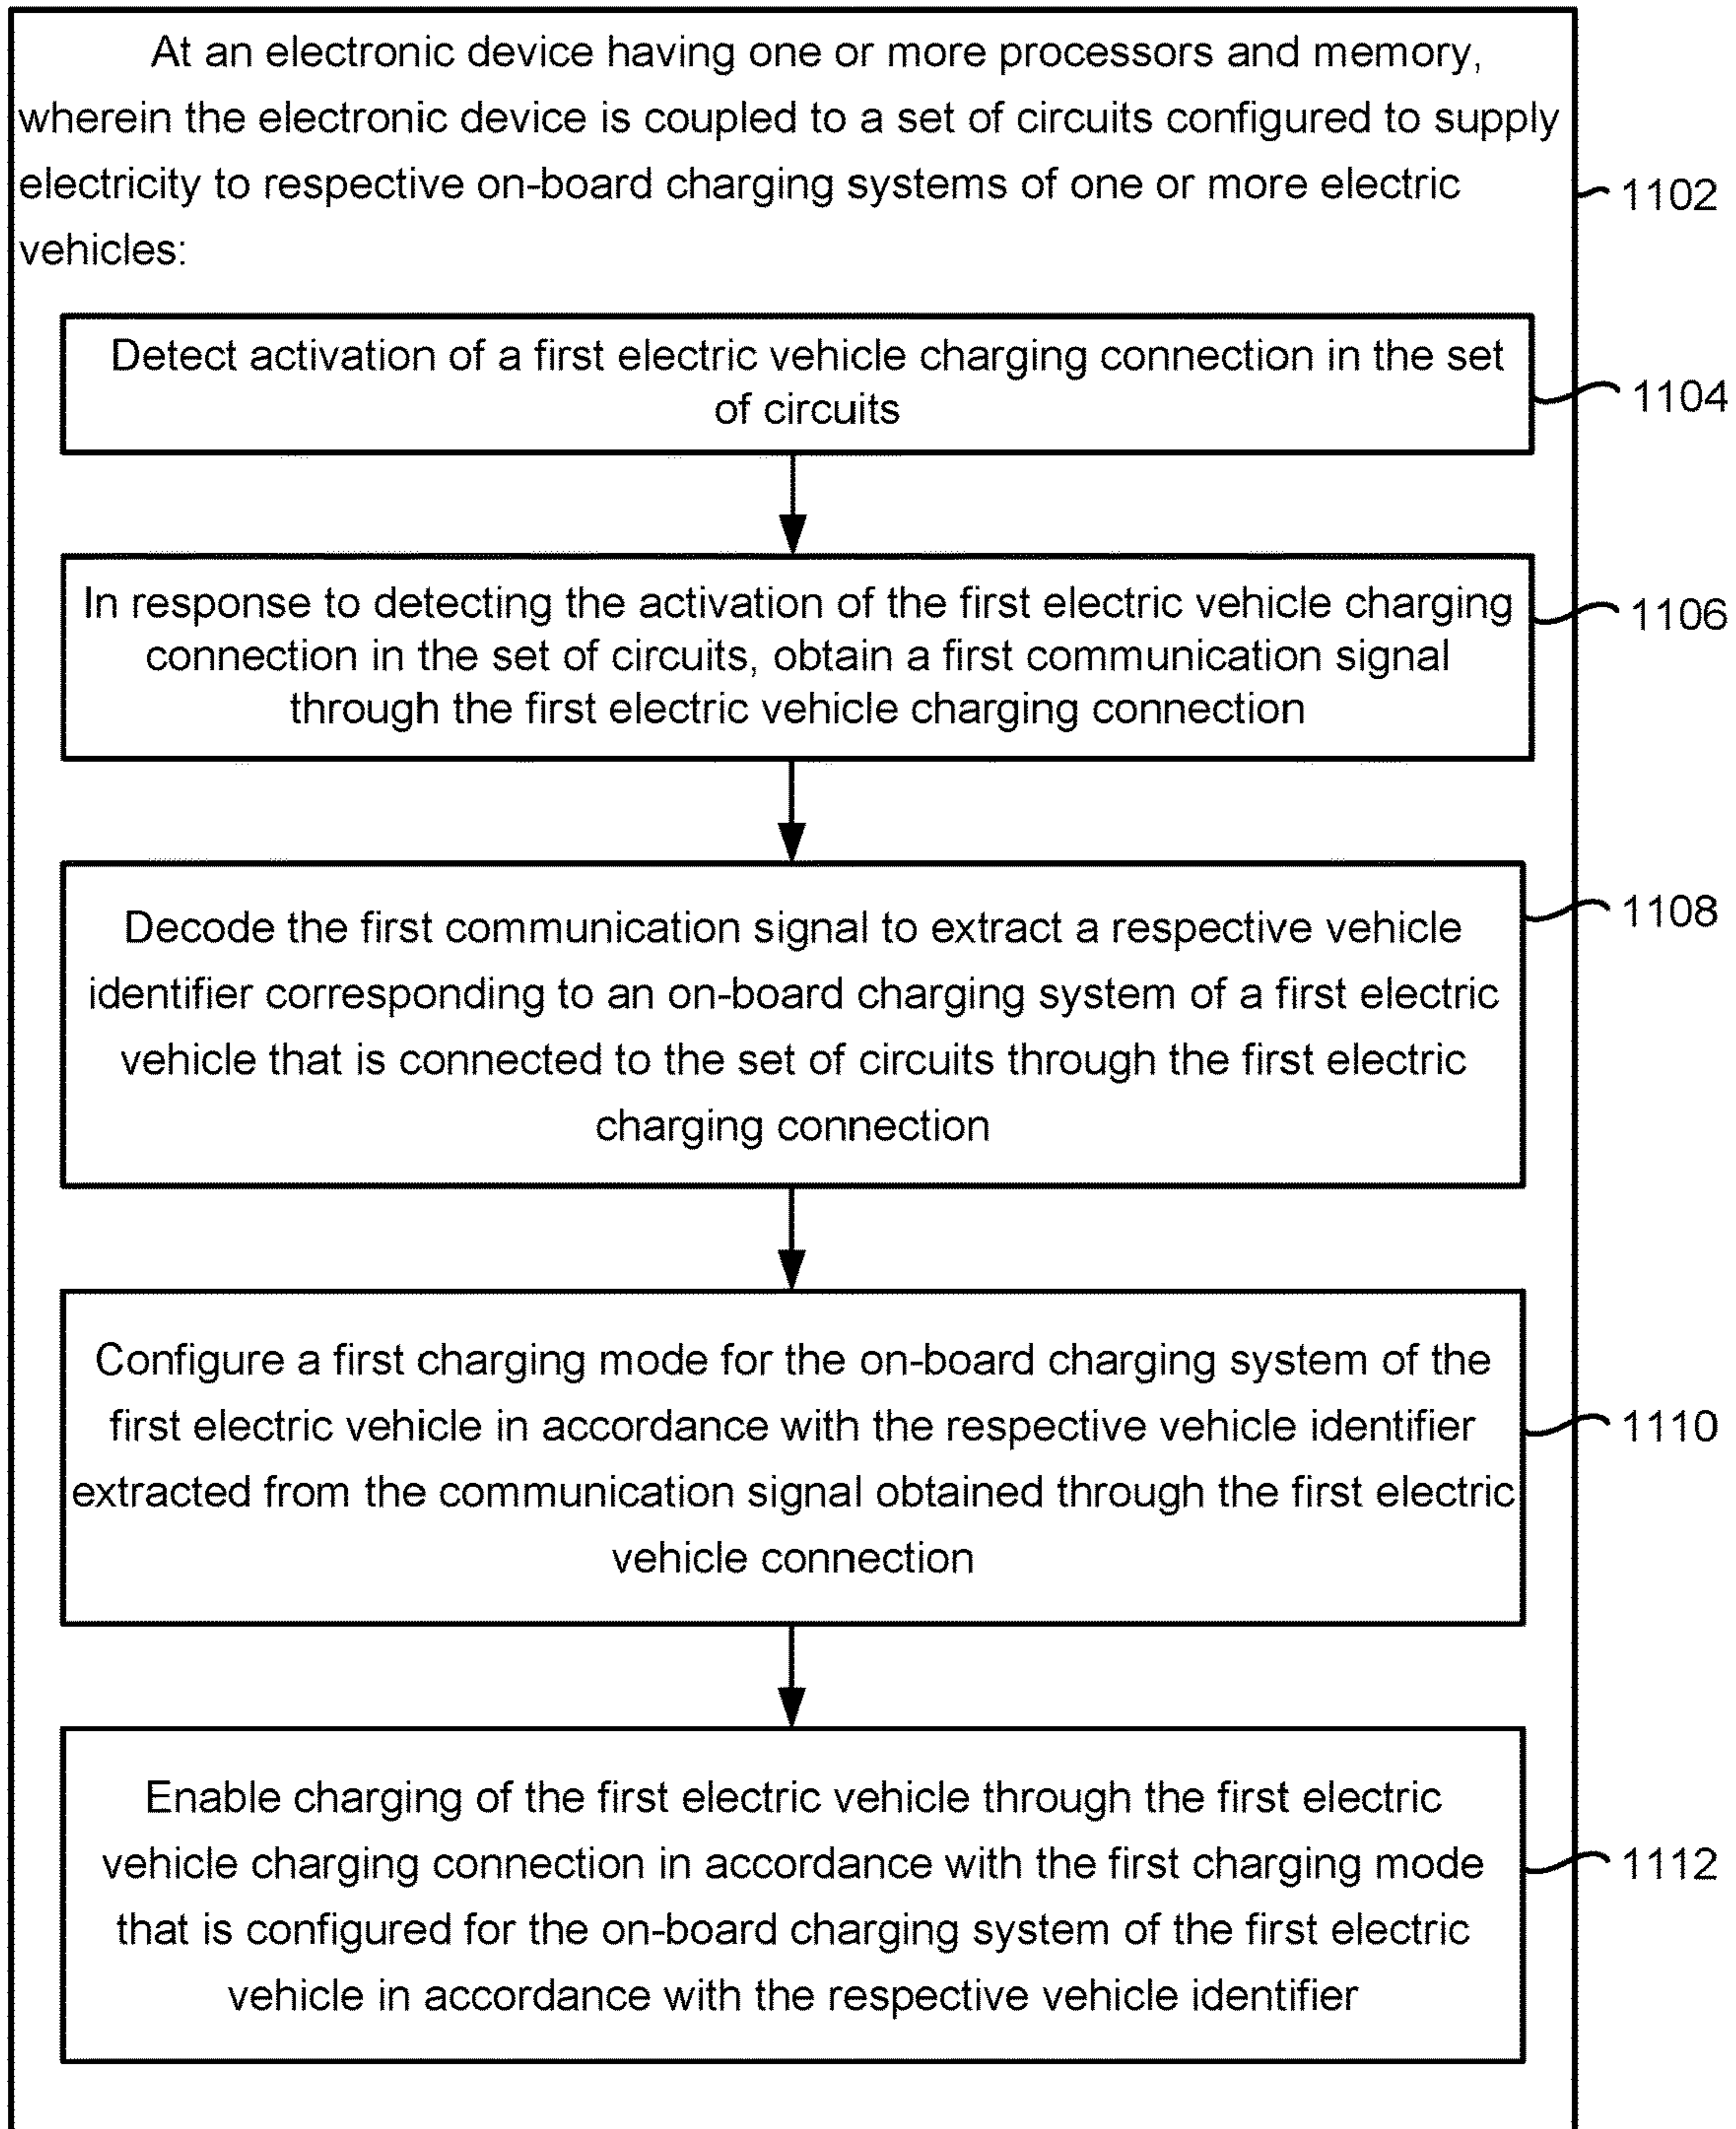 At an electronic device having one or more processors and memory,
wherein the electronic device is coupled to a set of circuits configured to supply
electricity to respective on-board charging systems of one or more electric
vehicles:
1102
Detect activation of a first electric vehicle charging connection in the set
of circuits
1104
In response to detecting the activation of the first electric vehicle charging
connection in the set of circuits, obtain a first communication signal
through the first electric vehicle charging connection
1106
Decode the first communication signal to extract a respective vehicle
identifier corresponding to an on-board charging system of a first electric
vehicle that is connected to the set of circuits through the first electric
charging connection
1108
Configure a first charging mode for the on-board charging system of the
first electric vehicle in accordance with the respective vehicle identifier
extracted from the communication signal obtained through the first electric
vehicle connection
1110
Enable charging of the first electric vehicle through the first electric
vehicle charging connection in accordance with the first charging mode
that is configured for the on-board charging system of the first electric
vehicle in accordance with the respective vehicle identifier
1112